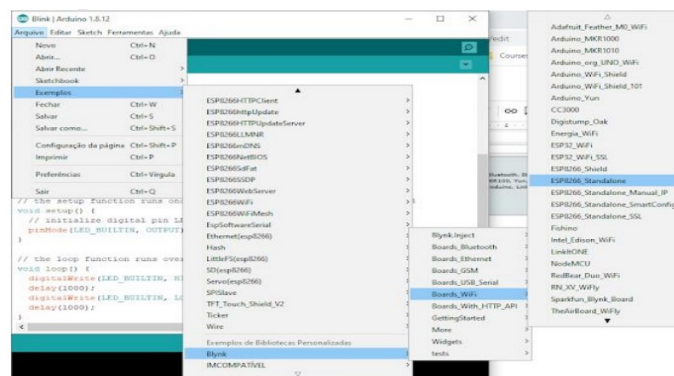 Blink | Arduino 1.8.12
Arquivo Editar Sketch Ferramentas Ajuda
Novo Ctrl+N
Abrir... Ctrl+O
Abrir Recente
Sketchbook
Exemplos
Fechar Ctrl+W
Salvar Ctrl+S
Salvar como... Ctrl+Shift+S
Configuração da página Ctrl+Shift+P
Imprimir Ctrl+P
Preferências Ctrl+Vírgula
Sair Ctrl+Q
// the setup function runs onc
void setup() {
// initialize digital pin LE
pinMode(LED_BUILTIN, OUTPUT)
}
// the loop function runs over
void loop() {
digitalWrite(LED_BUILTIN, HI
delay(1000);
digitalWrite(LED_BUILTIN, LO
delay(1000);
}
ESP8266HTTPClient
ESP8266httpUpdate
ESP8266HTTPUpdateServer
ESP8266LLMNR
ESP8266mDNS
ESP8266NetBIOS
ESP8266SdFat
ESP8266SSDP
ESP8266WebServer
ESP8266WiFi
ESP8266WiFiMesh
EspSoftwareSerial
Ethernet(esp8266)
Hash
LittleFS(esp8266)
SD(esp8266)
Servo(esp8266)
SPISlave
TFT_Touch_Shield_V2
Ticker
Wire
Exemplos de Bibliotecas Personalizadas
Blynk
IMCOMPATÍVEL
Blynk.Inject
Boards_Bluetooth
Boards_Ethernet
Boards_GSM
Boards_USB_Serial
Boards_WiFi
Boards_With_HTTP_API
GettingStarted
More
Widgets
tests
/edit
Courses
Adafruit_Feather_M0_WiFi
Arduino_MKR1000
Arduino_MKR1010
Arduino_org_UNO_WiFi
Arduino_WiFi_Shield
Arduino_WiFi_Shield_101
Arduino_Yun
CC3000
Digistump_Oak
Energia_WiFi
ESP32_WiFi
ESP32_WiFi_SSL
ESP8266_Shield
ESP8266_Standalone
ESP8266_Standalone_Manual_IP
ESP8266_Standalone_SmartConfig
ESP8266_Standalone_SSL
Fishino
Intel_Edison_WiFi
LinkItONE
NodeMCU
RedBear_Duo_WiFi
RN_XV_WiFly
Sparkfun_Blynk_Board
TheAirBoard_WiFly